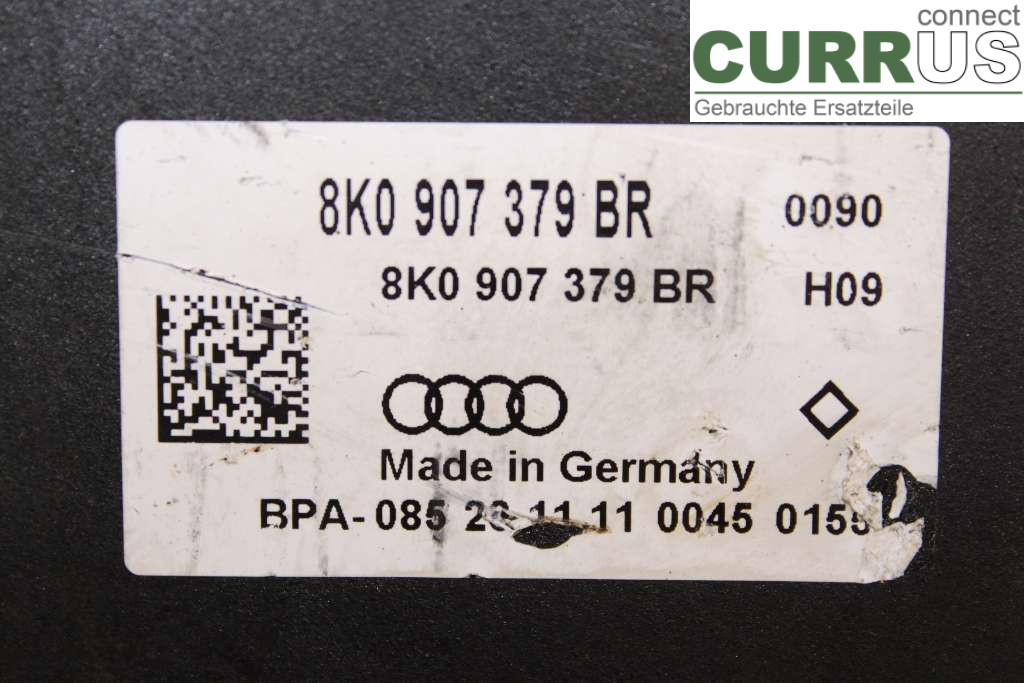 connect
CURRUS
Gebrauchte Ersatzteile
8K0 907 379 BR 0090
8K0 907 379 BR H09
Made in Germany
BPA-085 11 11 0045